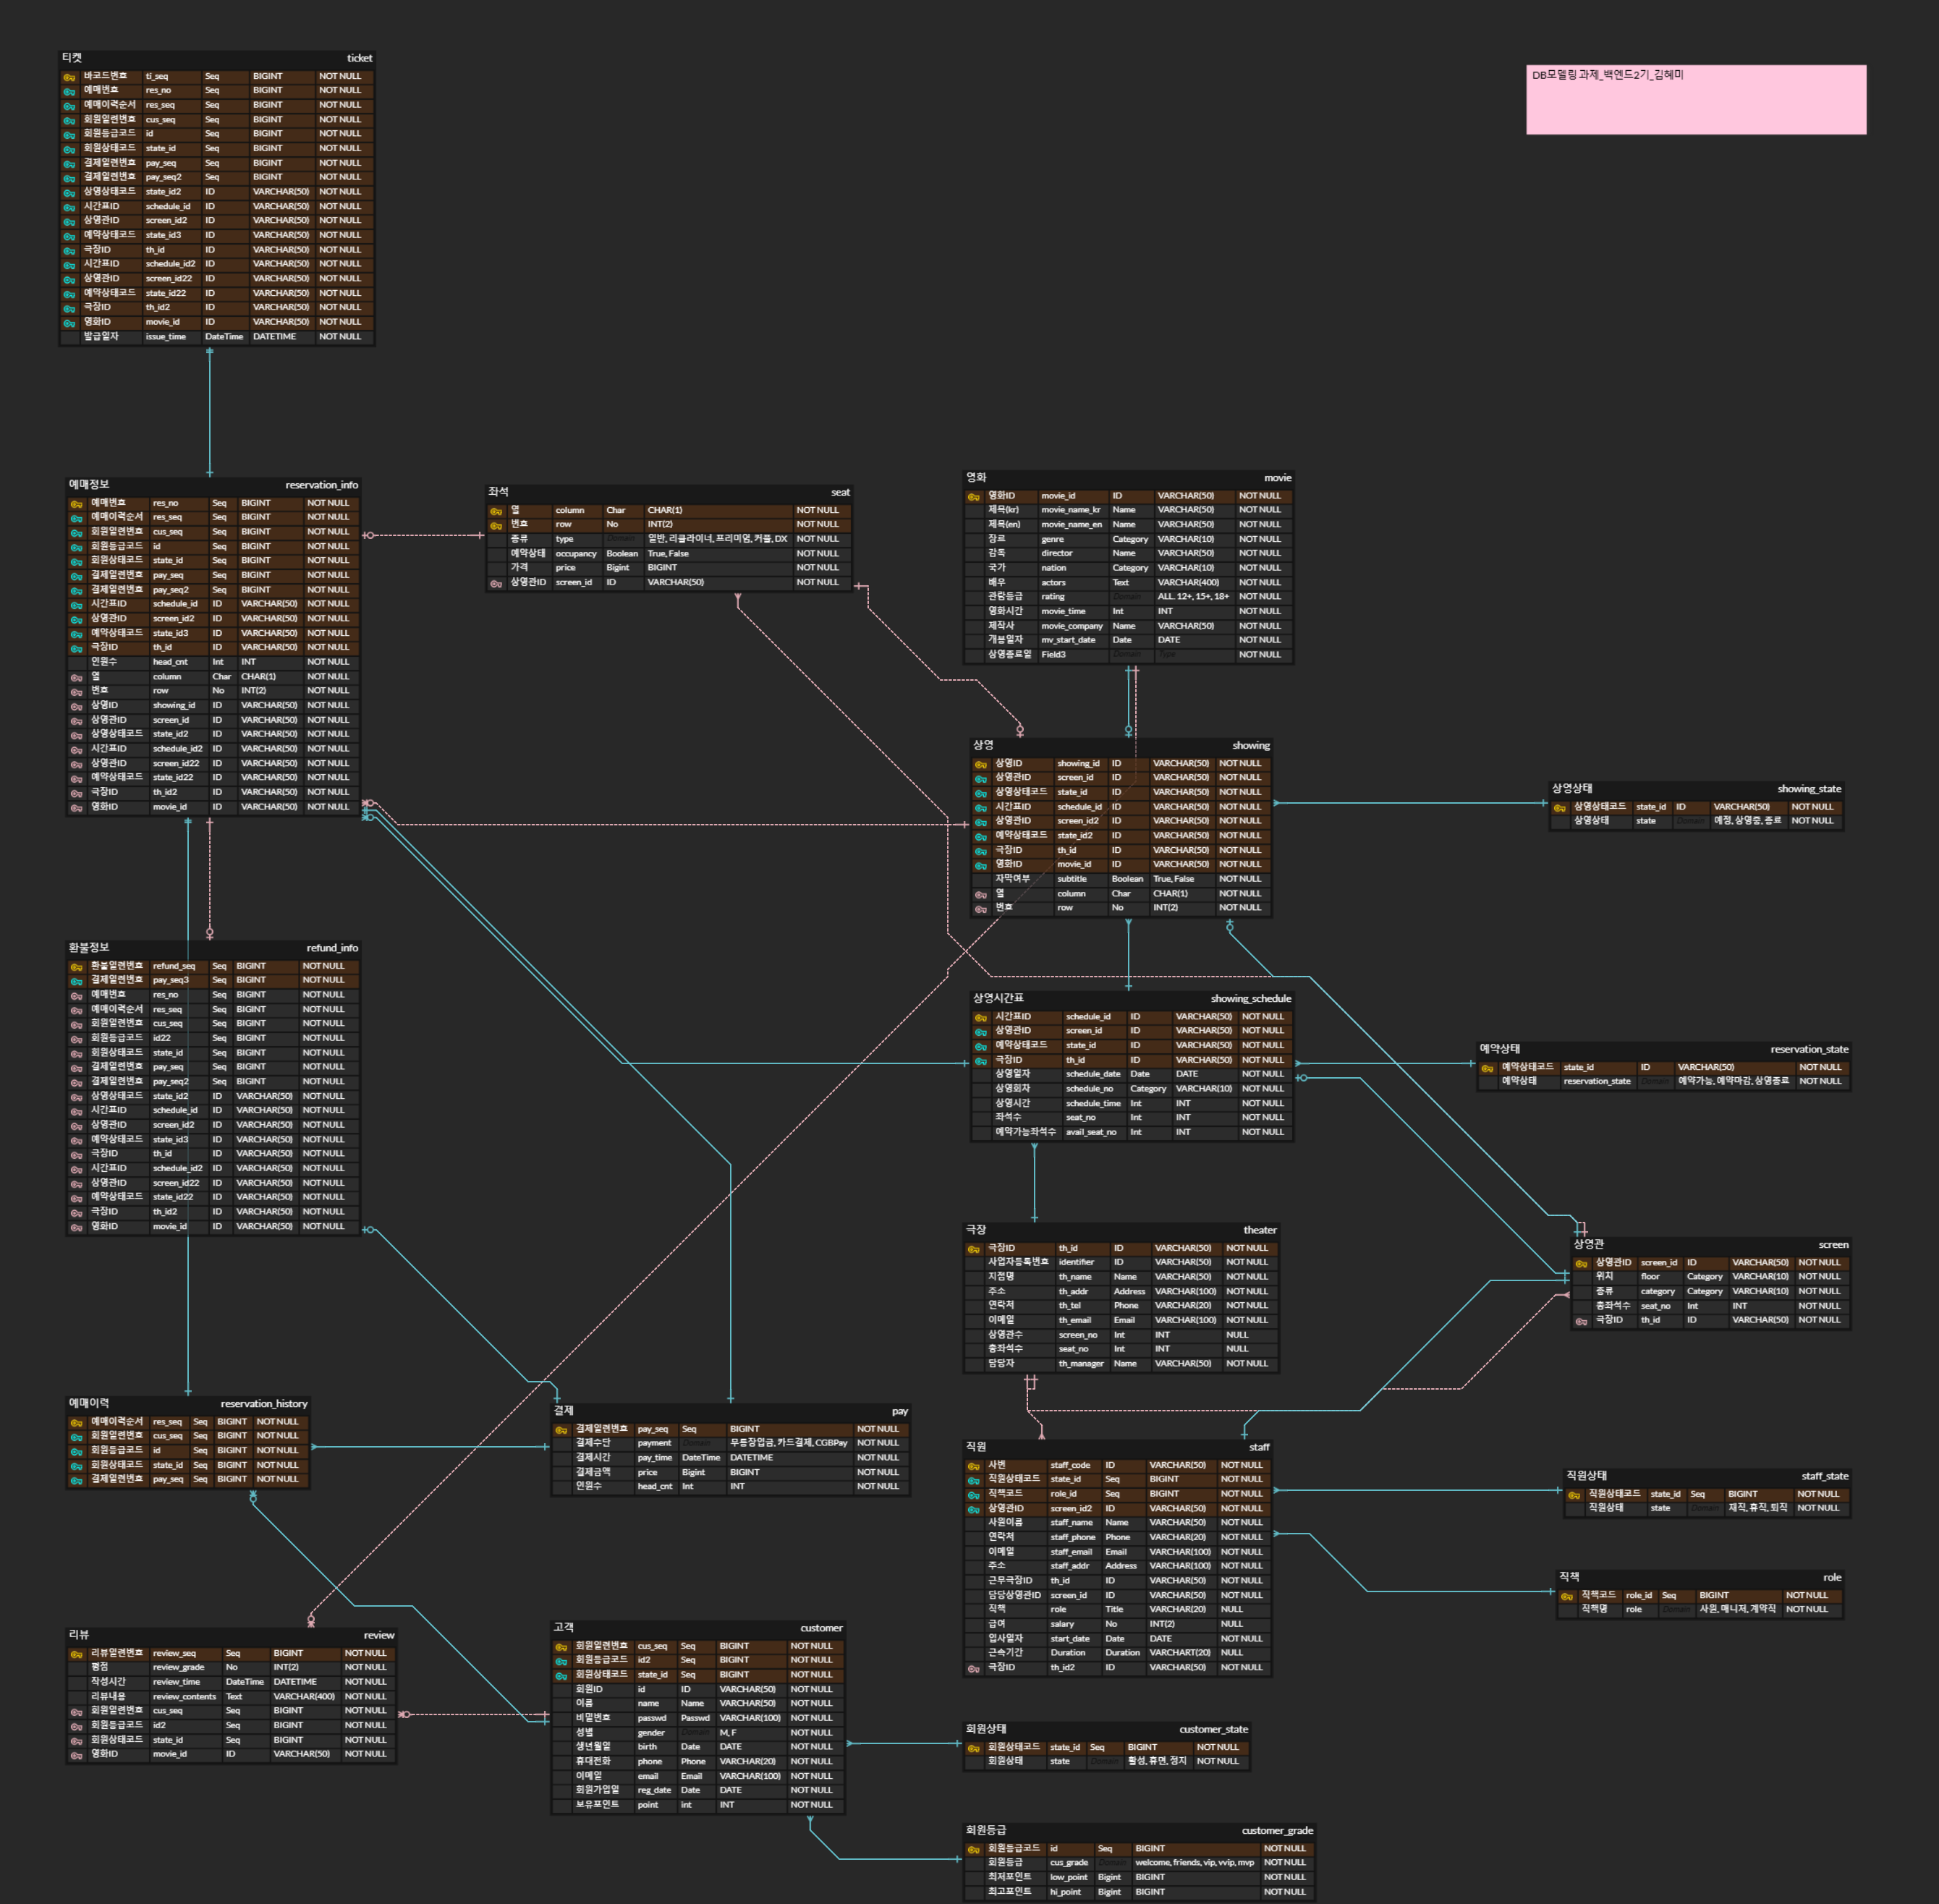 DB모델링 과제_백엔드2기_김혜미
티켓 ticket
바코드번호 ti_seq Seq BIGINT NOT NULL
예매번호 res_no Seq BIGINT NOT NULL
예매이력순서 res_seq Seq BIGINT NOT NULL
회원일련번호 cus_seq Seq BIGINT NOT NULL
회원등급코드 id Seq BIGINT NOT NULL
회원상태코드 state_id Seq BIGINT NOT NULL
결제일련번호 pay_seq Seq BIGINT NOT NULL
결제일련번호 pay_seq2 Seq BIGINT NOT NULL
상영상태코드 state_id2 ID VARCHAR(50) NOT NULL
시간표ID schedule_id ID VARCHAR(50) NOT NULL
상영관ID screen_id2 ID VARCHAR(50) NOT NULL
예약상태코드 state_id3 ID VARCHAR(50) NOT NULL
극장ID th_id ID VARCHAR(50) NOT NULL
시간표ID schedule_id2 ID VARCHAR(50) NOT NULL
상영관ID screen_id22 ID VARCHAR(50) NOT NULL
예약상태코드 state_id22 ID VARCHAR(50) NOT NULL
극장ID th_id2 ID VARCHAR(50) NOT NULL
영화ID movie_id ID VARCHAR(50) NOT NULL
발급일자 issue_time DateTime DATETIME NOT NULL
예매정보 reservation_info
예매번호 res_no Seq BIGINT NOT NULL
예매이력순서 res_seq Seq BIGINT NOT NULL
회원일련번호 cus_seq Seq BIGINT NOT NULL
회원등급코드 id Seq BIGINT NOT NULL
회원상태코드 state_id Seq BIGINT NOT NULL
결제일련번호 pay_seq Seq BIGINT NOT NULL
결제일련번호 pay_seq2 Seq BIGINT NOT NULL
시간표ID schedule_id ID VARCHAR(50) NOT NULL
상영관ID screen_id2 ID VARCHAR(50) NOT NULL
예약상태코드 state_id3 ID VARCHAR(50) NOT NULL
극장ID th_id ID VARCHAR(50) NOT NULL
인원수 head_cnt Int INT NOT NULL
열 column Char CHAR(1) NOT NULL
번호 row No INT(2) NOT NULL
상영ID showing_id ID VARCHAR(50) NOT NULL
상영관ID screen_id ID VARCHAR(50) NOT NULL
상영상태코드 state_id2 ID VARCHAR(50) NOT NULL
시간표ID schedule_id2 ID VARCHAR(50) NOT NULL
상영관ID screen_id22 ID VARCHAR(50) NOT NULL
예약상태코드 state_id22 ID VARCHAR(50) NOT NULL
극장ID th_id2 ID VARCHAR(50) NOT NULL
영화ID movie_id ID VARCHAR(50) NOT NULL
좌석 seat
열 column Char CHAR(1) NOT NULL
번호 row No INT(2) NOT NULL
종류 type Domain 일반, 리클라이너, 프리미엄, 커플, DX NOT NULL
예약상태 occupancy Boolean True, False NOT NULL
가격 price Bigint BIGINT NOT NULL
상영관ID screen_id ID VARCHAR(50) NOT NULL
영화 movie
영화ID movie_id ID VARCHAR(50) NOT NULL
제목(kr) movie_name_kr Name VARCHAR(50) NOT NULL
제목(en) movie_name_en Name VARCHAR(50) NOT NULL
장르 genre Category VARCHAR(10) NOT NULL
감독 director Name VARCHAR(50) NOT NULL
국가 nation Category VARCHAR(10) NOT NULL
배우 actors Text VARCHAR(400) NOT NULL
관람등급 rating Domain ALL. 12+, 15+, 18+ NOT NULL
영화시간 movie_time Int INT NOT NULL
제작사 movie_company Name VARCHAR(50) NOT NULL
개봉일자 mv_start_date Date DATE NOT NULL
상영종료일 Field3 Domain Type NOT NULL
상영 showing
상영ID showing_id ID VARCHAR(50) NOT NULL
상영관ID screen_id ID VARCHAR(50) NOT NULL
상영상태코드 state_id ID VARCHAR(50) NOT NULL
시간표ID schedule_id ID VARCHAR(50) NOT NULL
상영관ID screen_id2 ID VARCHAR(50) NOT NULL
예약상태코드 state_id2 ID VARCHAR(50) NOT NULL
극장ID th_id ID VARCHAR(50) NOT NULL
영화ID movie_id ID VARCHAR(50) NOT NULL
자막여부 subtitle Boolean True, False NOT NULL
열 column Char CHAR(1) NOT NULL
번호 row No INT(2) NOT NULL
상영상태 showing_state
상영상태코드 state_id ID VARCHAR(50) NOT NULL
상영상태 state Domain 예정, 상영중, 종료 NOT NULL
환불정보 refund_info
환불일련번호 refund_seq Seq BIGINT NOT NULL
결제일련번호 pay_seq3 Seq BIGINT NOT NULL
예매번호 res_no Seq BIGINT NOT NULL
예매이력순서 res_seq Seq BIGINT NOT NULL
회원일련번호 cus_seq Seq BIGINT NOT NULL
회원등급코드 id22 Seq BIGINT NOT NULL
회원상태코드 state_id Seq BIGINT NOT NULL
결제일련번호 pay_seq Seq BIGINT NOT NULL
결제일련번호 pay_seq2 Seq BIGINT NOT NULL
상영상태코드 state_id2 ID VARCHAR(50) NOT NULL
시간표ID schedule_id ID VARCHAR(50) NOT NULL
상영관ID screen_id2 ID VARCHAR(50) NOT NULL
예약상태코드 state_id3 ID VARCHAR(50) NOT NULL
극장ID th_id ID VARCHAR(50) NOT NULL
시간표ID schedule_id2 ID VARCHAR(50) NOT NULL
상영관ID screen_id22 ID VARCHAR(50) NOT NULL
예약상태코드 state_id22 ID VARCHAR(50) NOT NULL
극장ID th_id2 ID VARCHAR(50) NOT NULL
영화ID movie_id ID VARCHAR(50) NOT NULL
상영시간표 showing_schedule
시간표ID schedule_id ID VARCHAR(50) NOT NULL
상영관ID screen_id ID VARCHAR(50) NOT NULL
예약상태코드 state_id ID VARCHAR(50) NOT NULL
극장ID th_id ID VARCHAR(50) NOT NULL
상영일자 schedule_date Date DATE NOT NULL
상영회차 schedule_no Category VARCHAR(10) NOT NULL
상영시간 schedule_time Int INT NOT NULL
좌석수 seat_no Int INT NOT NULL
예약가능좌석수 avail_seat_no Int INT NOT NULL
예약상태 reservation_state
예약상태코드 state_id ID VARCHAR(50) NOT NULL
예약상태 reservation_state Domain 예약가능, 예약마감, 상영종료 NOT NULL
극장 theater
극장ID th_id ID VARCHAR(50) NOT NULL
사업자등록번호 identifier ID VARCHAR(50) NOT NULL
지점명 th_name Name VARCHAR(50) NOT NULL
주소 th_addr Address VARCHAR(100) NOT NULL
연락처 th_tel Phone VARCHAR(20) NOT NULL
이메일 th_email Email VARCHAR(100) NOT NULL
상영관수 screen_no Int INT NULL
총좌석수 seat_no Int INT NULL
담당자 th_manager Name VARCHAR(50) NOT NULL
상영관 screen
상영관ID screen_id ID VARCHAR(50) NOT NULL
위치 floor Category VARCHAR(10) NOT NULL
종류 category Category VARCHAR(10) NOT NULL
총좌석수 seat_no Int INT NOT NULL
극장ID th_id ID VARCHAR(50) NOT NULL
예매이력 reservation_history
예매이력순서 res_seq Seq BIGINT NOT NULL
회원일련번호 cus_seq Seq BIGINT NOT NULL
회원등급코드 id Seq BIGINT NOT NULL
회원상태코드 state_id Seq BIGINT NOT NULL
결제일련번호 pay_seq Seq BIGINT NOT NULL
결제 pay
결제일련번호 pay_seq Seq BIGINT NOT NULL
결제수단 payment Domain 무통장입금, 카드결제, CGBPay NOT NULL
결제시간 pay_time DateTime DATETIME NOT NULL
결제금액 price Bigint BIGINT NOT NULL
인원수 head_cnt Int INT NOT NULL
직원 staff
사번 staff_code ID VARCHAR(50) NOT NULL
직원상태코드 state_id Seq BIGINT NOT NULL
직책코드 role_id Seq BIGINT NOT NULL
상영관ID screen_id2 ID VARCHAR(50) NOT NULL
사원이름 staff_name Name VARCHAR(50) NOT NULL
연락처 staff_phone Phone VARCHAR(20) NOT NULL
이메일 staff_email Email VARCHAR(100) NOT NULL
주소 staff_addr Address VARCHAR(100) NOT NULL
근무극장ID th_id ID VARCHAR(50) NOT NULL
담당상영관ID screen_id ID VARCHAR(50) NOT NULL
직책 role Title VARCHAR(20) NULL
급여 salary No INT(2) NULL
입사일자 start_date Date DATE NOT NULL
근속기간 Duration Duration VARCHART(20) NULL
극장ID th_id2 ID VARCHAR(50) NOT NULL
직원상태 staff_state
직원상태코드 state_id Seq BIGINT NOT NULL
직원상태 state Domain 재직, 휴직, 퇴직 NOT NULL
직책 role
직책코드 role_id Seq BIGINT NOT NULL
직책명 role Domain 사원, 매니저, 계약직 NOT NULL
리뷰 review
리뷰일련번호 review_seq Seq BIGINT NOT NULL
평점 review_grade No INT(2) NOT NULL
작성시간 review_time DateTime DATETIME NOT NULL
리뷰내용 review_contents Text VARCHAR(400) NOT NULL
회원일련번호 cus_seq Seq BIGINT NOT NULL
회원등급코드 id2 Seq BIGINT NOT NULL
회원상태코드 state_id Seq BIGINT NOT NULL
영화ID movie_id ID VARCHAR(50) NOT NULL
고객 customer
회원일련번호 cus_seq Seq BIGINT NOT NULL
회원등급코드 id2 Seq BIGINT NOT NULL
회원상태코드 state_id Seq BIGINT NOT NULL
회원ID id ID VARCHAR(50) NOT NULL
이름 name Name VARCHAR(50) NOT NULL
비밀번호 passwd Passwd VARCHAR(100) NOT NULL
성별 gender Domain M, F NOT NULL
생년월일 birth Date DATE NOT NULL
휴대전화 phone Phone VARCHAR(20) NOT NULL
이메일 email Email VARCHAR(100) NOT NULL
회원가입일 reg_date Date DATE NOT NULL
보유포인트 point int INT NOT NULL
회원상태 customer_state
회원상태코드 state_id Seq BIGINT NOT NULL
회원상태 state Domain 활성, 휴면, 정지 NOT NULL
회원등급 customer_grade
회원등급코드 id Seq BIGINT NOT NULL
회원등급 cus_grade Domain welcome, friends, vip, vvip, mvp NOT NULL
최저포인트 low_point Bigint BIGINT NOT NULL
최고포인트 hi_point Bigint BIGINT NOT NULL